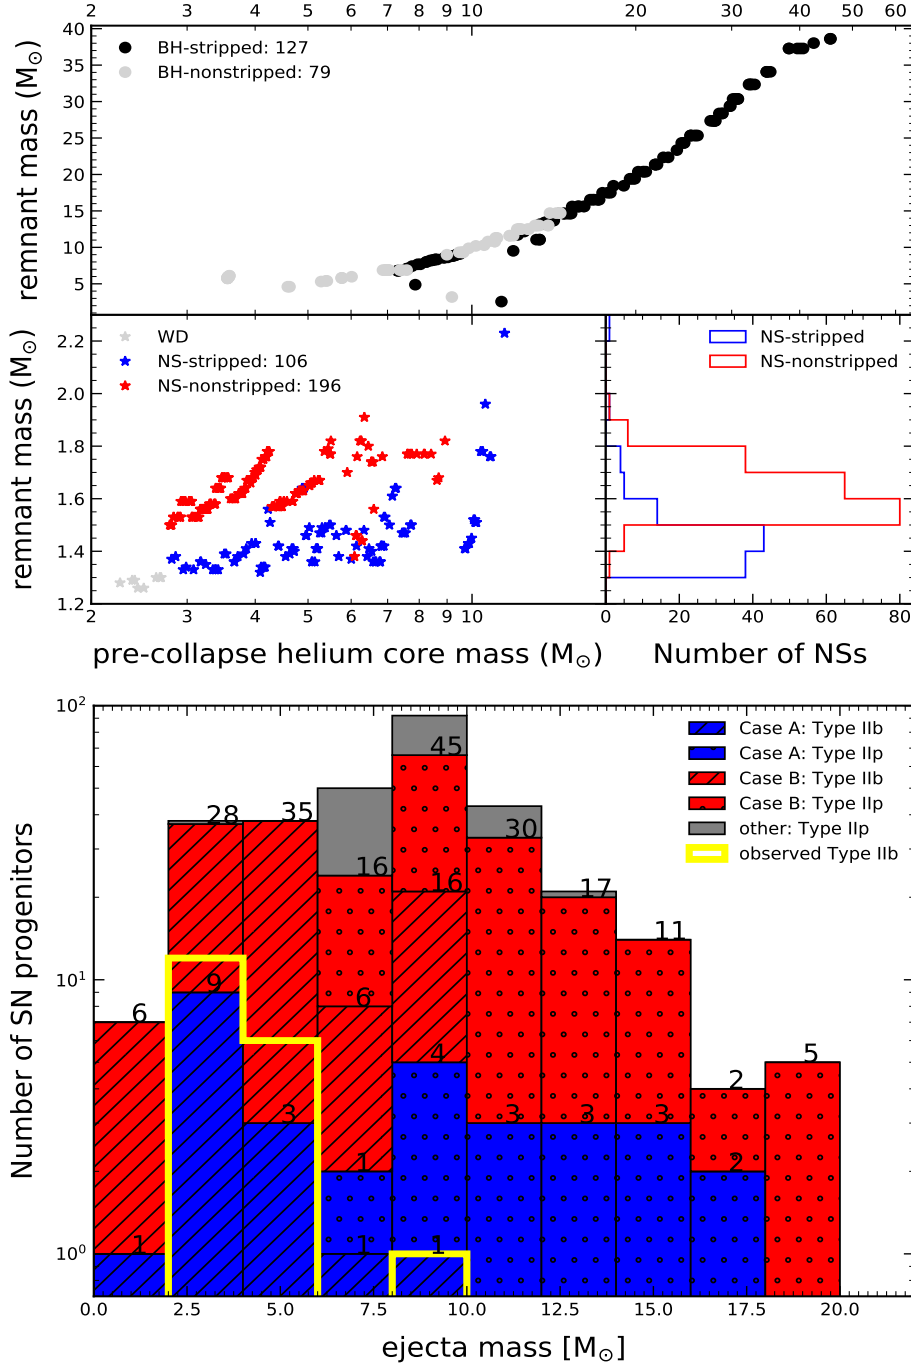 2 3 4 5 6 7 8 9 10 20 30 40 50 60
40
35
30
25
20
15
10
5
remnant mass (M☉)
BH-stripped: 127
BH-nonstripped: 79
2.2
2.0
1.8
1.6
1.4
1.2
remnant mass (M☉)
WD
NS-stripped: 106
NS-nonstripped: 196
NS-stripped
NS-nonstripped
2 3 4 5 6 7 8 9 10
0 20 40 60 80
pre-collapse helium core mass (M☉)
Number of NSs
10²
10¹
10⁰
Number of SN progenitors
Case A: Type IIb
Case A: Type IIp
Case B: Type IIb
Case B: Type IIp
other: Type IIp
observed Type IIb
45
28 35 30
16 17
16 11
9
6 6
4 5
2
3 3 3 3
1 2
1 1 1
0.0 2.5 5.0 7.5 10.0 12.5 15.0 17.5 20.0
ejecta mass [M☉]